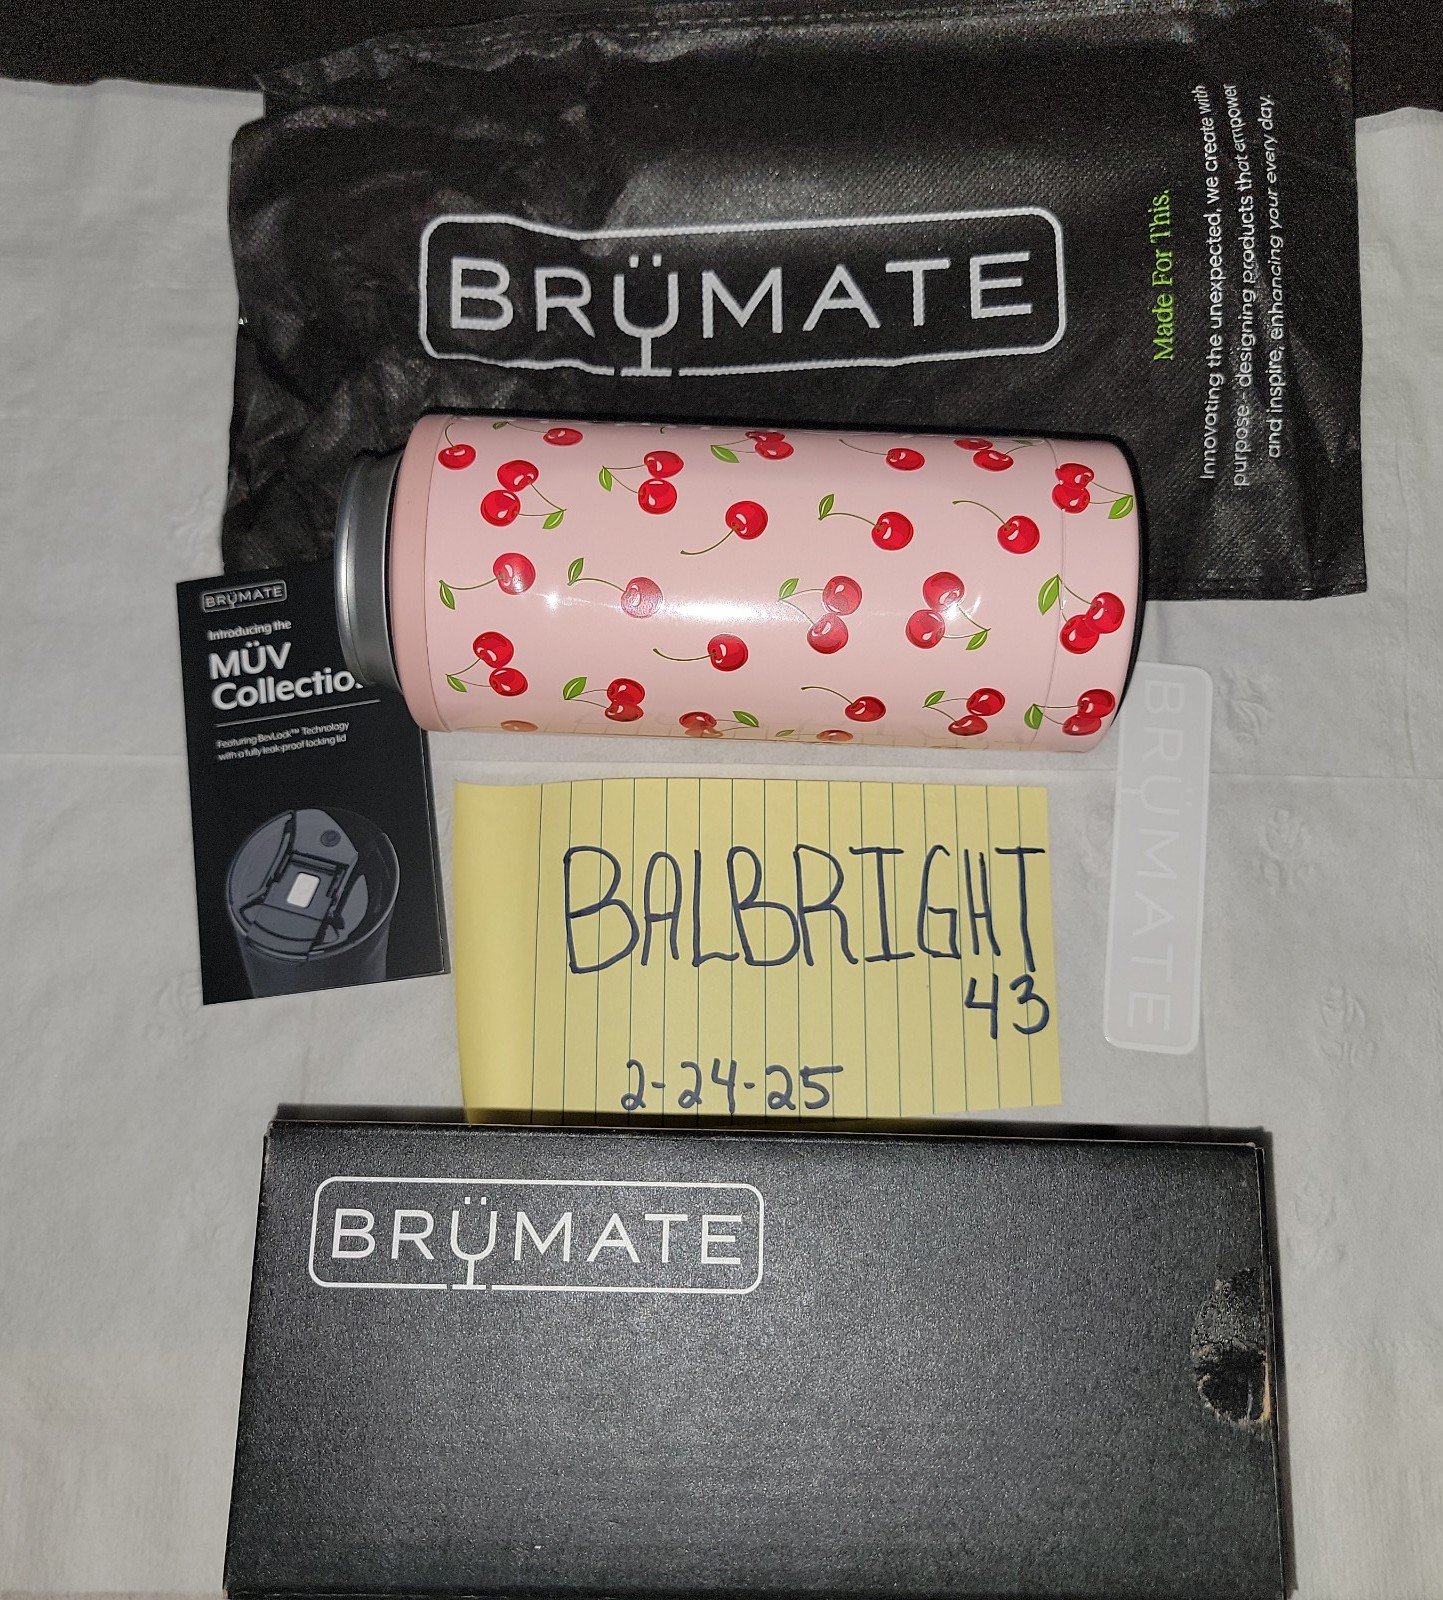 BRÜMATE
Made For This.
Innovating the unexpected, we create with
purpose - designing products that empower
and inspire, enhancing your every day.
BRÜMATE
Introducing the
MÜV
Collectio
Featuring BevLock™ Technology
with a fully leak-proof locking lid
BRÜMATE
BALBRIGHT
43
2-24-25
BRÜMATE